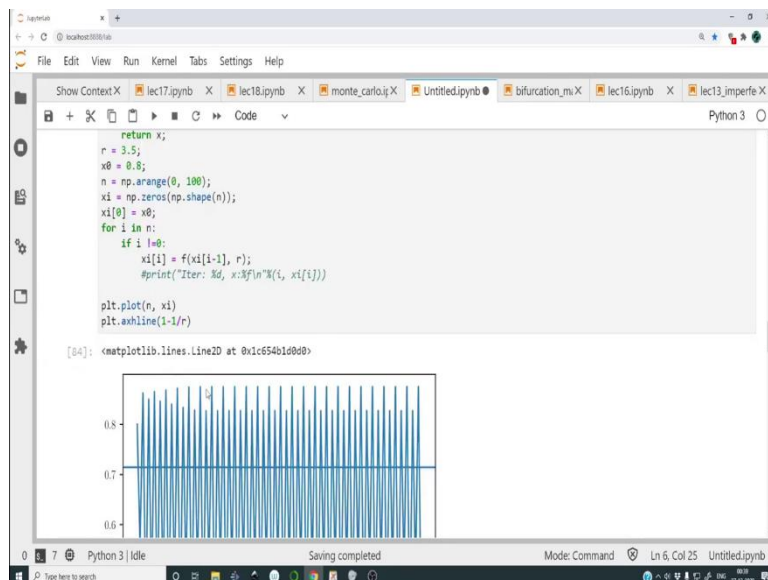 JupyterLab × +
localhost:8888/lab
File Edit View Run Kernel Tabs Settings Help
Show Context X lec17.ipynb X lec18.ipynb X monte_carlo.ip X Untitled.ipynb ● bifurcation_m X lec16.ipynb X lec13_imperfe X
Code Python 3
return x;
r = 3.5;
x0 = 0.8;
n = np.arange(0, 100);
xi = np.zeros(np.shape(n));
xi[0] = x0;
for i in n:
if i !=0:
xi[i] = f(xi[i-1], r);
#print("Iter: %d, x:%f\n"%(i, xi[i]))
plt.plot(n, xi)
plt.axhline(1-1/r)
[84]: <matplotlib.lines.Line2D at 0x1c654b1d0d0>
0.8
0.7
0.6
0 7 Python 3 | Idle Saving completed Mode: Command Ln 6, Col 25 Untitled.ipynb
Type here to search ENG